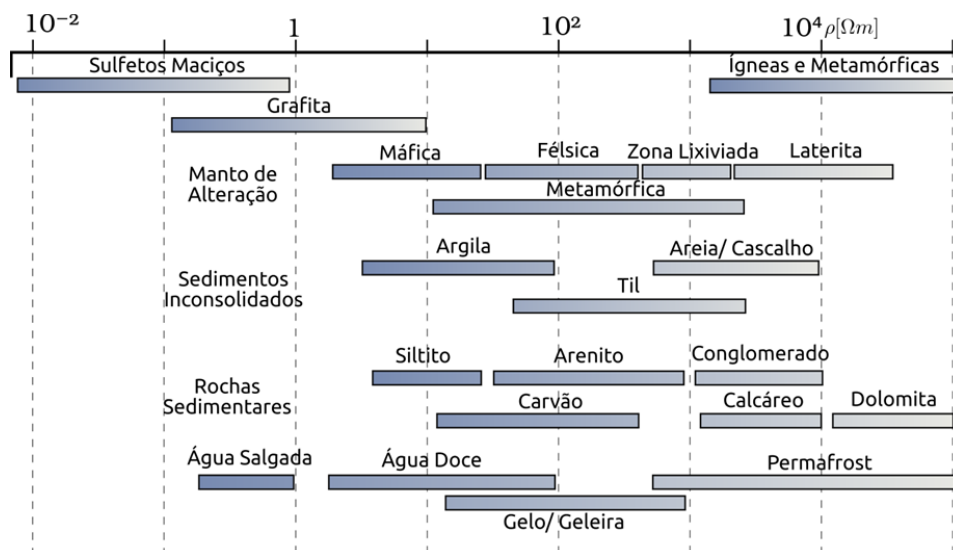 10⁻² 1 10² 10⁴ ρ[Ωm]
Sulfetos Maciços Ígneas e Metamórficas
Grafita
Máfica Félsica Zona Lixiviada Laterita
Manto de
Alteração
Metamórfica
Argila Areia/ Cascalho
Sedimentos
Inconsolidados
Til
Siltito Arenito Conglomerado
Rochas
Sedimentares
Carvão Calcáreo Dolomita
Água Salgada Água Doce Permafrost
Gelo/ Geleira